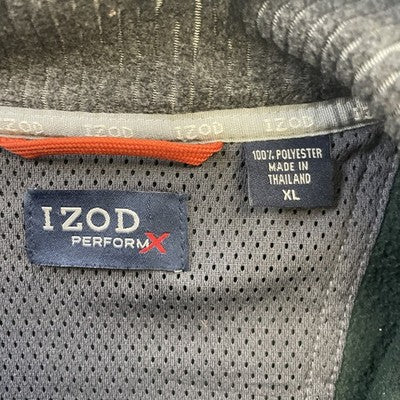 IZOD IZOD IZOD IZOD
100% POLYESTER
MADE IN
THAILAND
XL
IZOD
PERFORMX